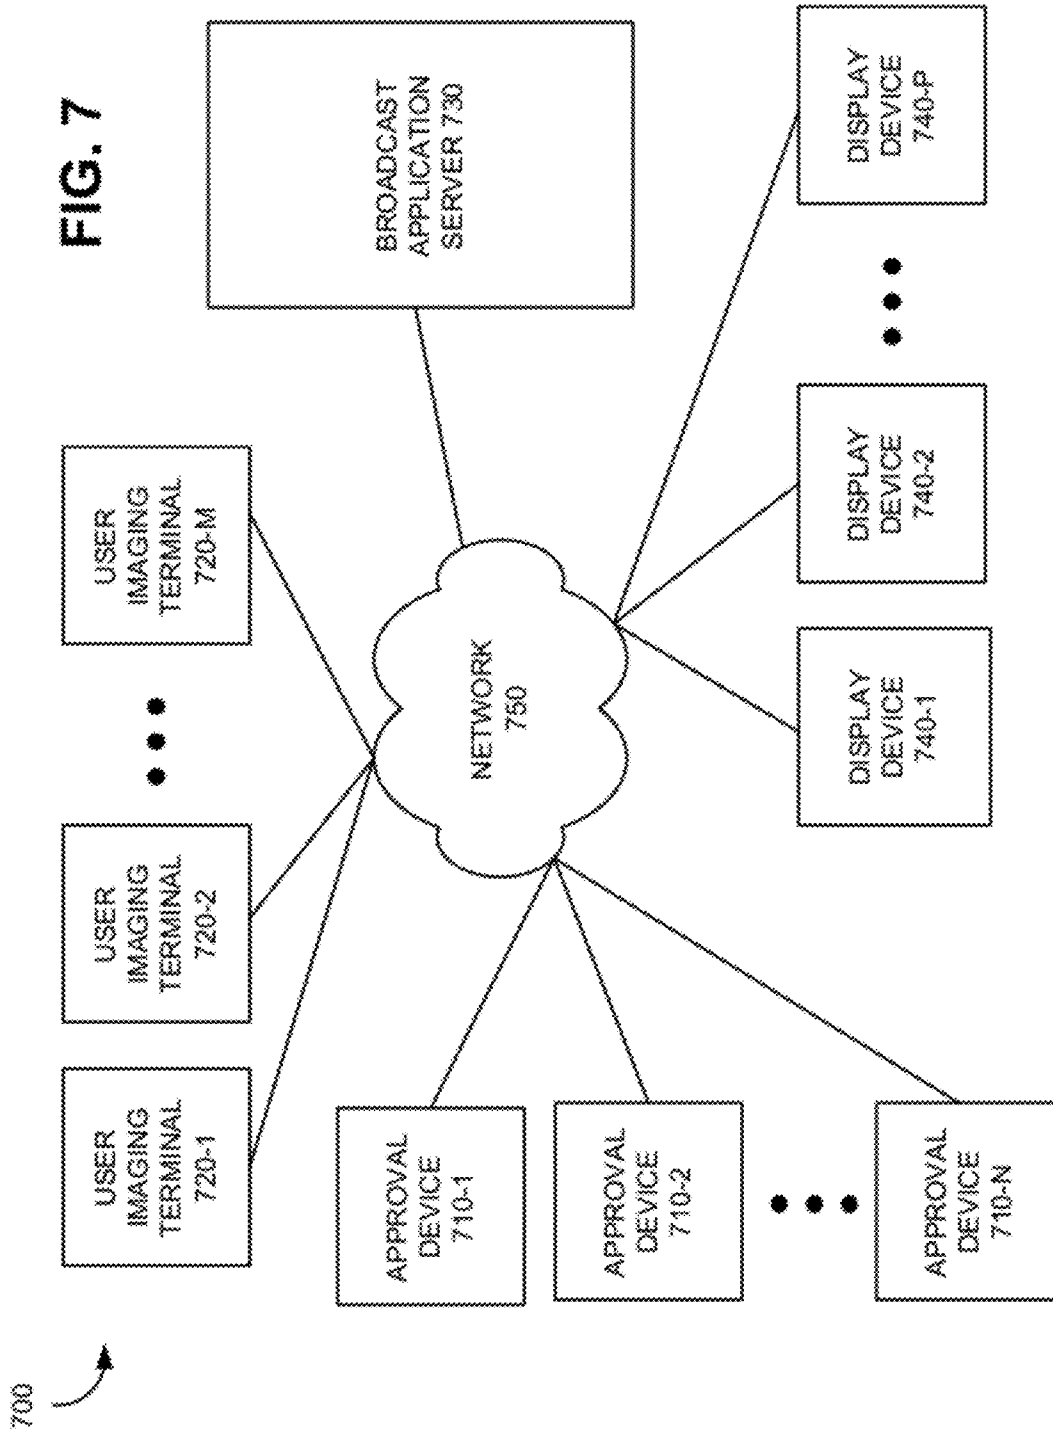 FIG. 7
700
USER
IMAGING
TERMINAL
720-1
USER
IMAGING
TERMINAL
720-2
USER
IMAGING
TERMINAL
720-M
BROADCAST
APPLICATION
SERVER 730
APPROVAL
DEVICE
710-1
APPROVAL
DEVICE
710-2
APPROVAL
DEVICE
710-N
NETWORK
750
DISPLAY
DEVICE
740-1
DISPLAY
DEVICE
740-2
DISPLAY
DEVICE
740-P